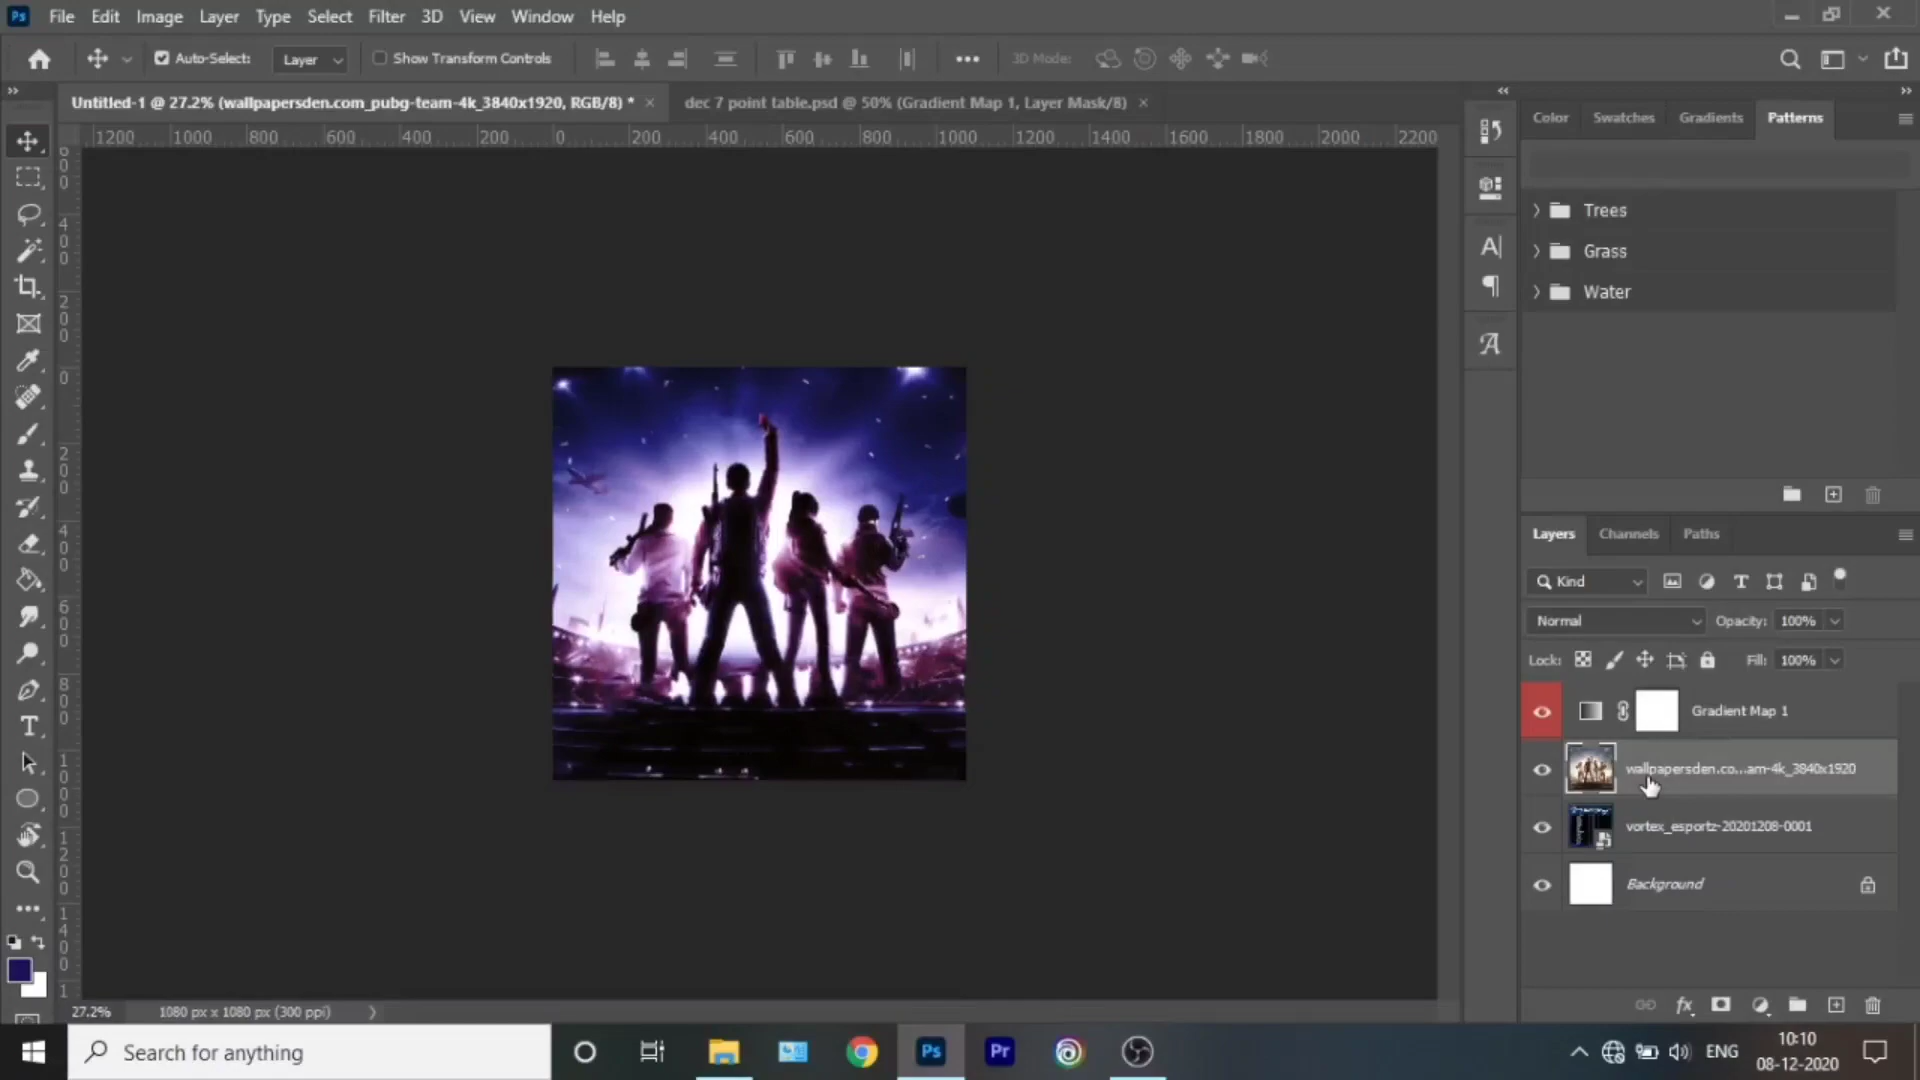 Ps File Edit Image Layer Type Select Filter 3D View Window Help
Auto-Select: Layer Show Transform Controls 3D Mode:
Untitled-1 @ 27.2% (wallpapersden.com_pubg-team-4k_3840x1920, RGB/8) * × dec 7 point table.psd @ 50% (Gradient Map 1, Layer Mask/8) ×
1200 1000 800 600 400 200 0 200 400 600 800 1000 1200 1400 1600 1800 2000 2200
Color Swatches Gradients Patterns
Trees
Grass
Water
Layers Channels Paths
Kind
Normal Opacity: 100%
Lock: Fill: 100%
Gradient Map 1
wallpapersden.co...am-4k_3840x1920
vortex_esportz-20201208-0001
Background
27.2% 1080 px x 1080 px (300 ppi)
Search for anything Ps Pr ENG 10:10
08-12-2020